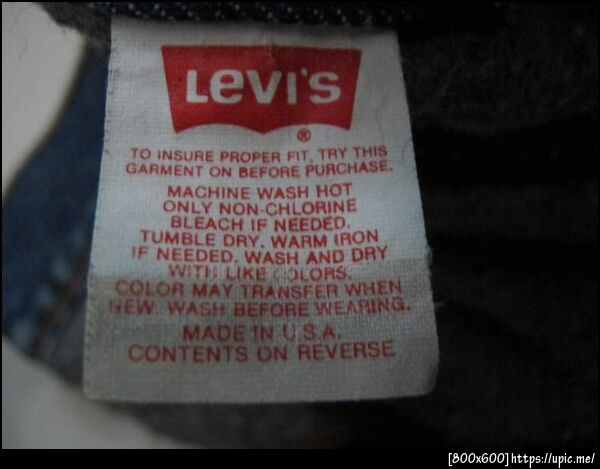 Levi's
®
TO INSURE PROPER FIT, TRY THIS
GARMENT ON BEFORE PURCHASE.
MACHINE WASH HOT
ONLY NON-CHLORINE
BLEACH IF NEEDED.
TUMBLE DRY. WARM IRON
IF NEEDED. WASH AND DRY
WITH LIKE COLORS.
COLOR MAY TRANSFER WHEN
NEW. WASH BEFORE WEARING.
MADE IN U.S.A.
CONTENTS ON REVERSE
[800x600]https://upic.me/